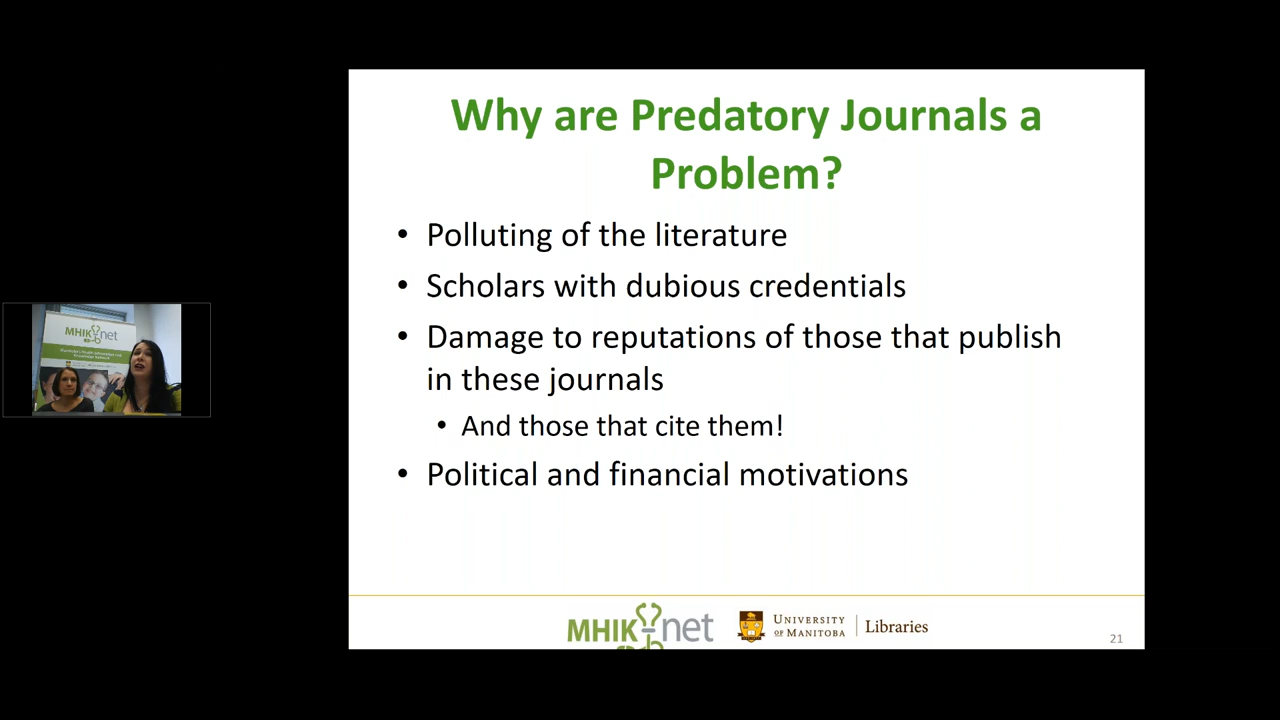 Why are Predatory Journals a
Problem?
• Polluting of the literature
• Scholars with dubious credentials
• Damage to reputations of those that publish
in these journals
• And those that cite them!
• Political and financial motivations
MHIKnet
MHIKnet
UNIVERSITY
OF MANITOBA
Libraries
21